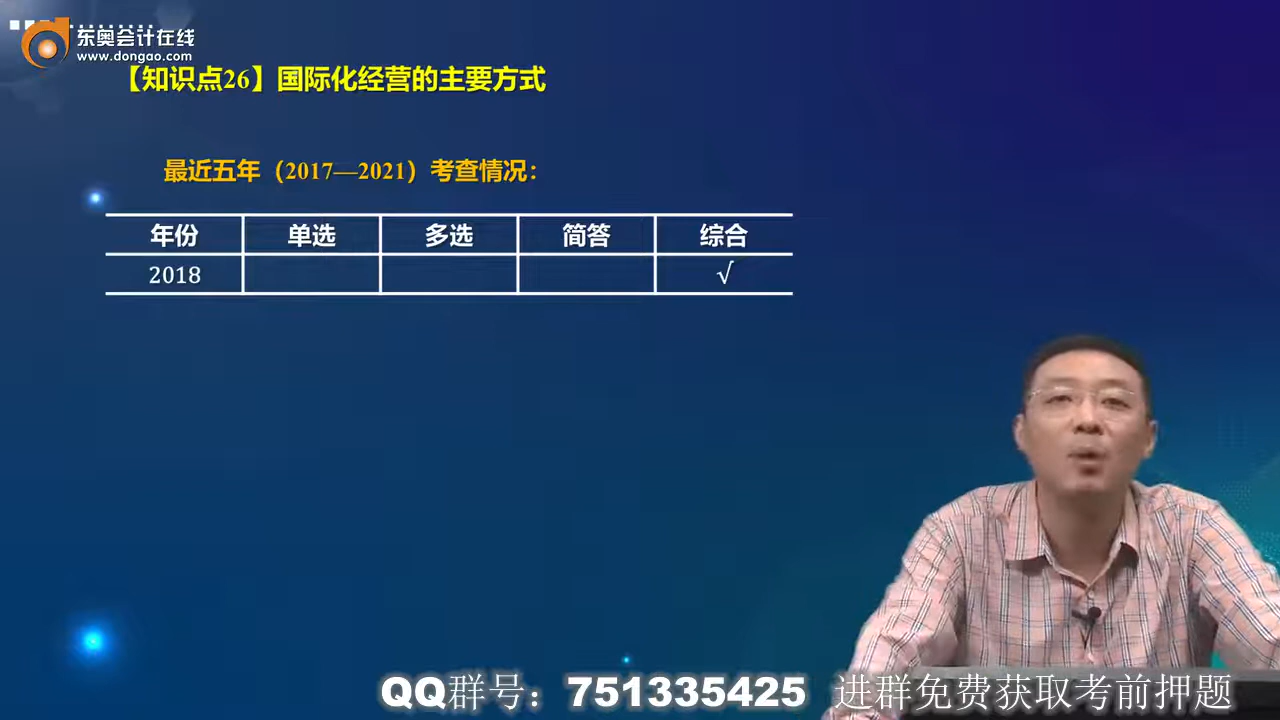 东奥会计在线
www.dongao.com
【知识点26】国际化经营的主要方式
最近五年（2017—2021）考查情况：
年份 单选 多选 简答 综合
2018 √
QQ群号：751335425 进群免费获取考前押题